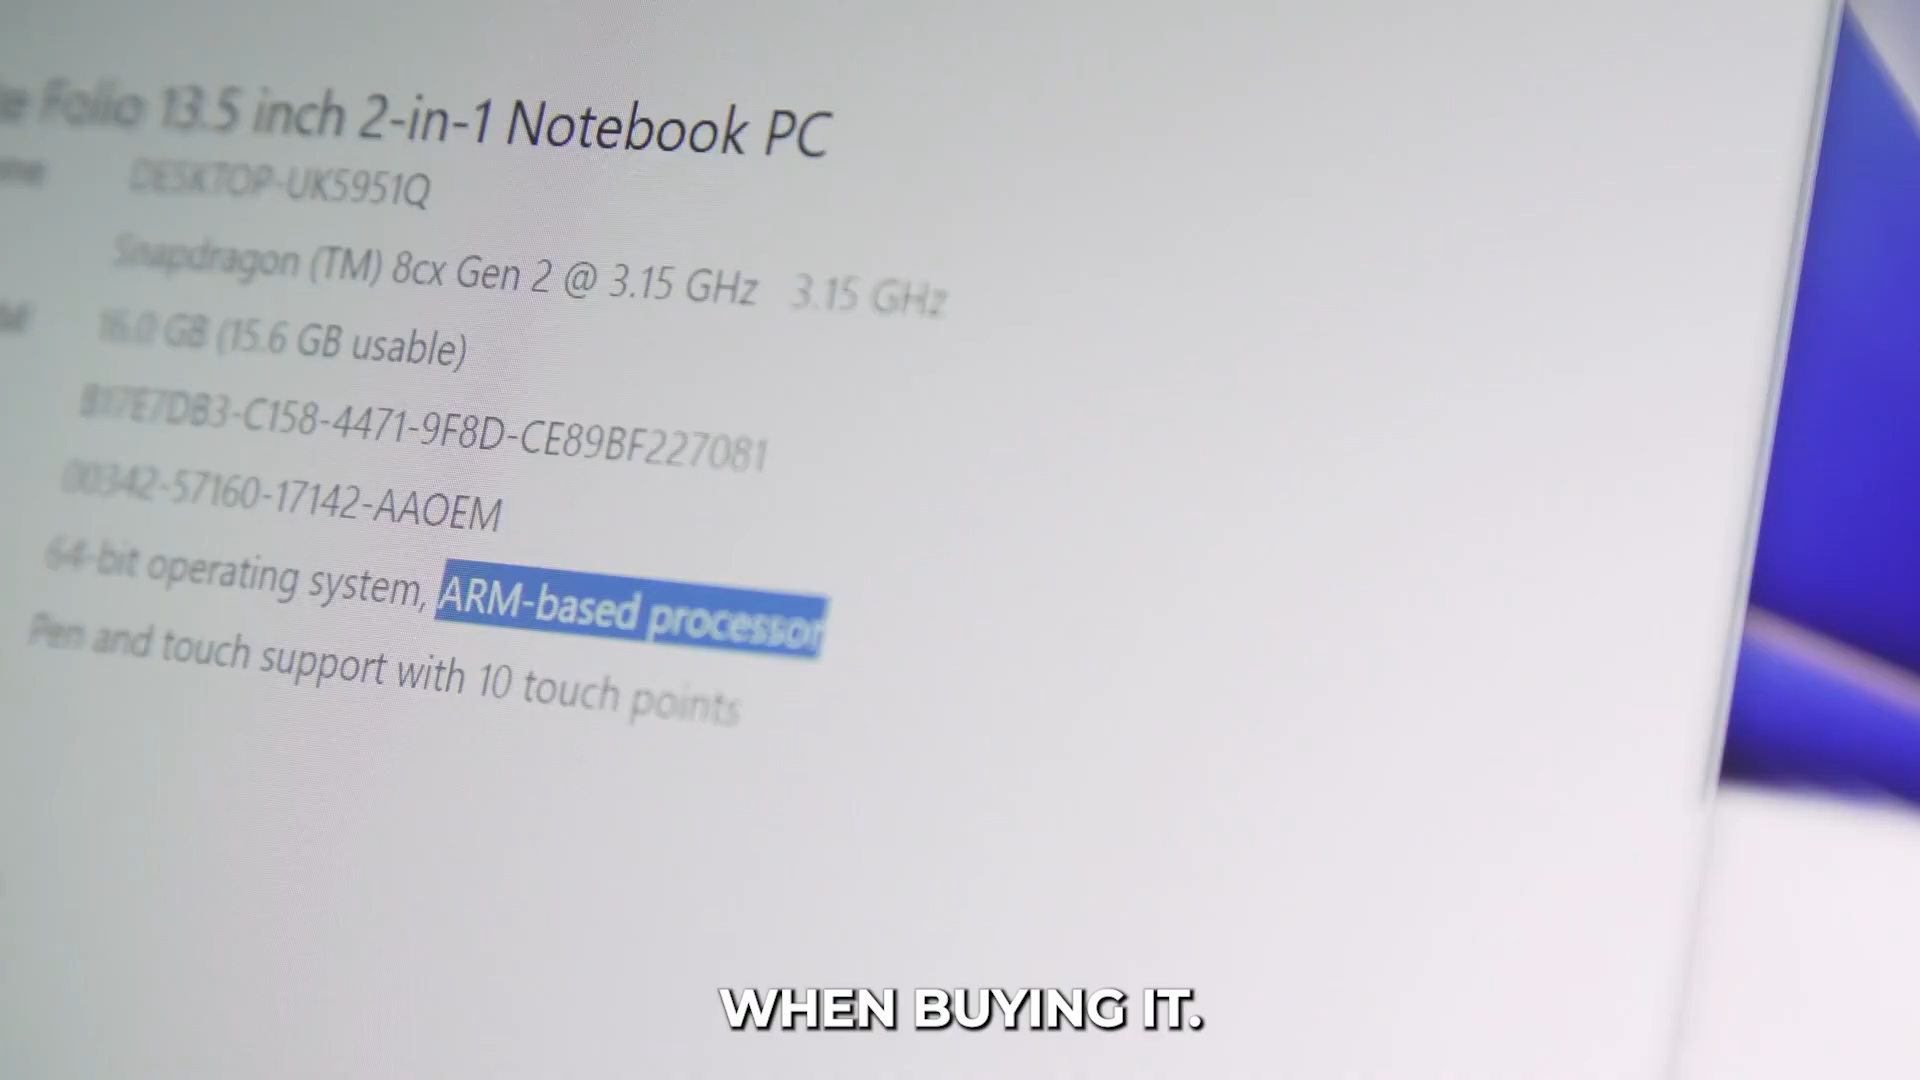 Folio 13.5 inch 2-in-1 Notebook PC
DESKTOP-UK5951Q
Snapdragon (TM) 8cx Gen 2 @ 3.15 GHz 3.15 GHz
16.0 GB (15.6 GB usable)
B17E7DB3-C158-4471-9F8D-CE89BF227081
00342-57160-17142-AAOEM
64-bit operating system, ARM-based processor
Pen and touch support with 10 touch points
WHEN BUYING IT.